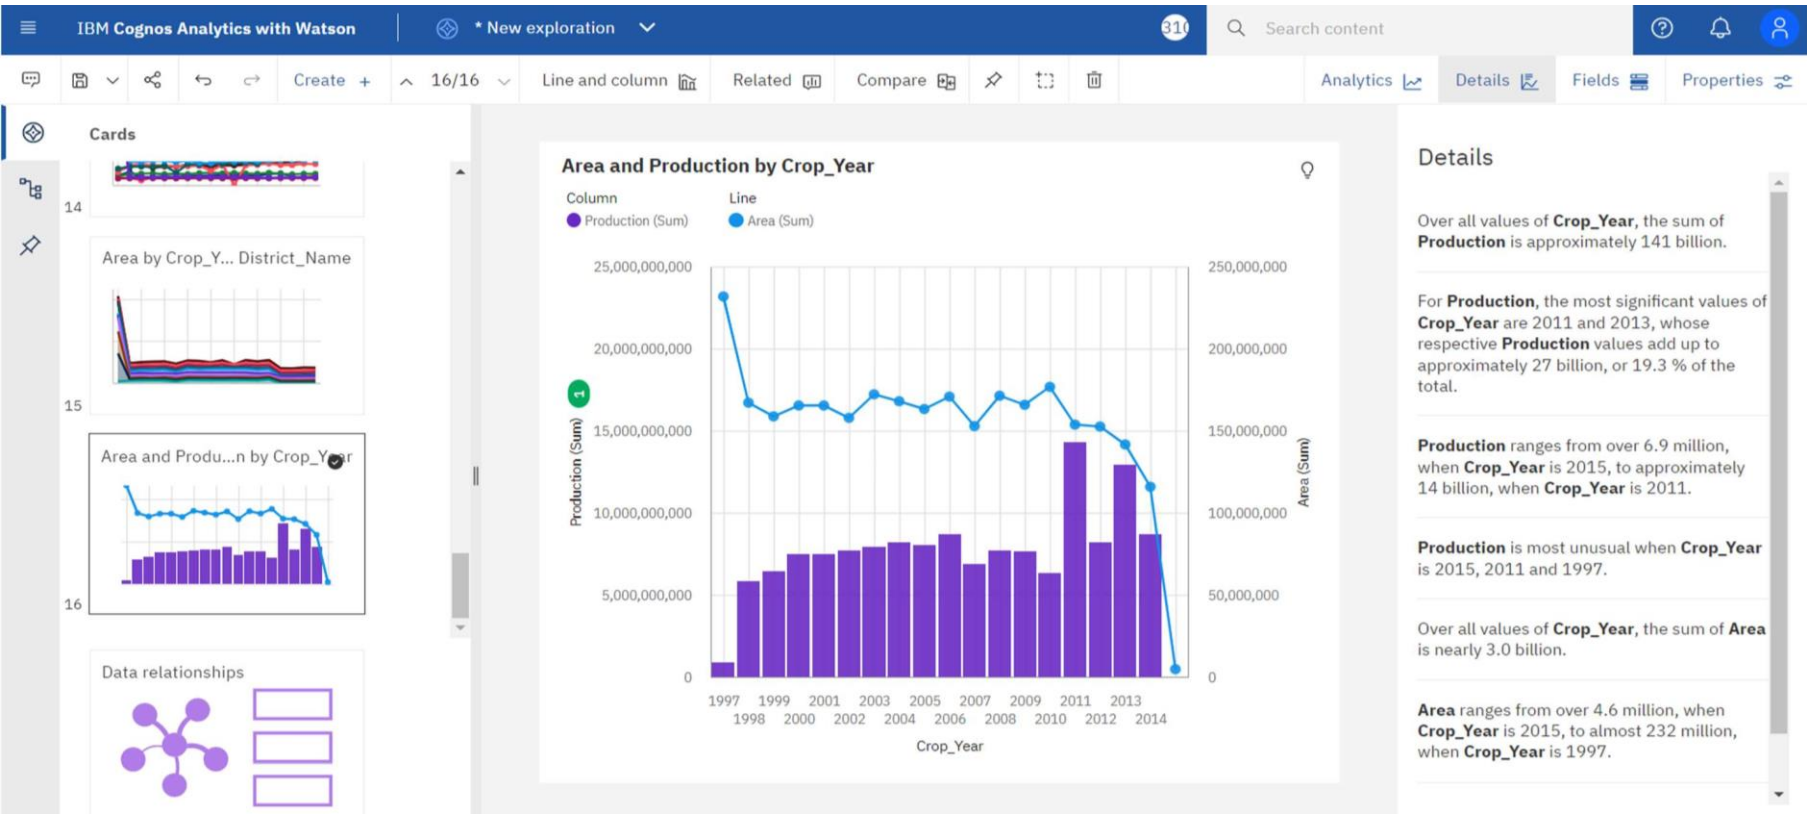 IBM Cognos Analytics with Watson
* New exploration
310
Search content
Create +
16/16
Line and column
Related
Compare
Analytics
Details
Fields
Properties
Cards
14
Area by Crop_Y... District_Name
15
Area and Produ...n by Crop_Year
16
Data relationships
Area and Production by Crop_Year
Column
Line
Production (Sum)
Area (Sum)
25,000,000,000
20,000,000,000
15,000,000,000
10,000,000,000
5,000,000,000
0
1
Production (Sum)
250,000,000
200,000,000
150,000,000
100,000,000
50,000,000
0
Area (Sum)
1997 1999 2001 2003 2005 2007 2009 2011 2013
1998 2000 2002 2004 2006 2008 2010 2012 2014
Crop_Year
Details
Over all values of Crop_Year, the sum of
Production is approximately 141 billion.
For Production, the most significant values of
Crop_Year are 2011 and 2013, whose
respective Production values add up to
approximately 27 billion, or 19.3 % of the
total.
Production ranges from over 6.9 million,
when Crop_Year is 2015, to approximately
14 billion, when Crop_Year is 2011.
Production is most unusual when Crop_Year
is 2015, 2011 and 1997.
Over all values of Crop_Year, the sum of Area
is nearly 3.0 billion.
Area ranges from over 4.6 million, when
Crop_Year is 2015, to almost 232 million,
when Crop_Year is 1997.